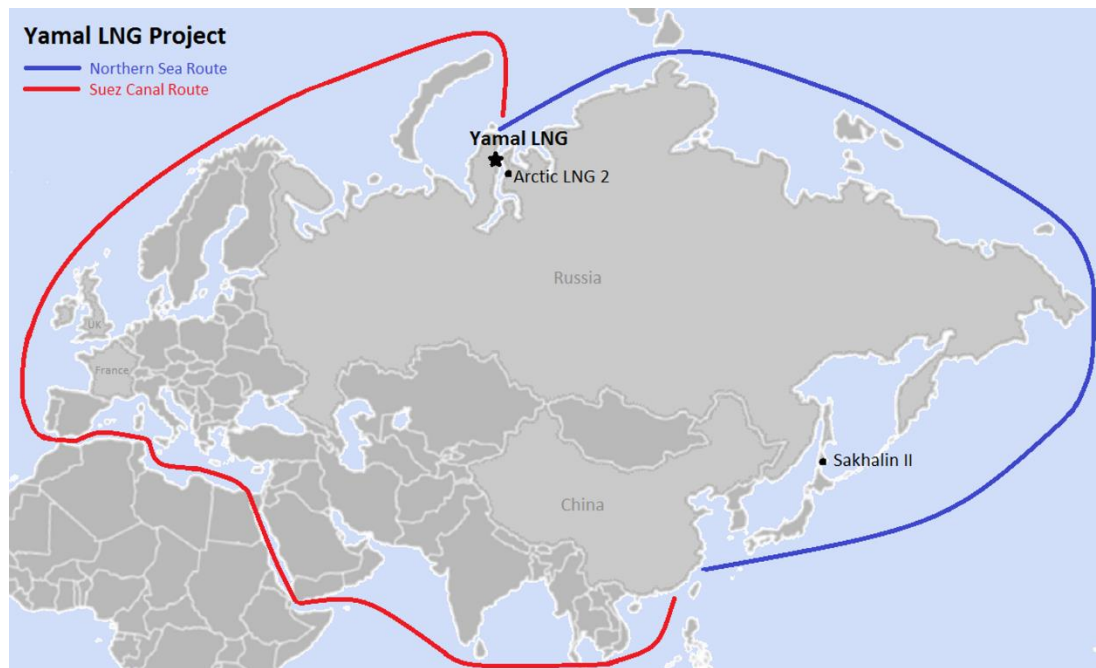 Yamal LNG Project
Northern Sea Route
Suez Canal Route
Yamal LNG
Arctic LNG 2
Russia
UK
France
Sakhalin II
China